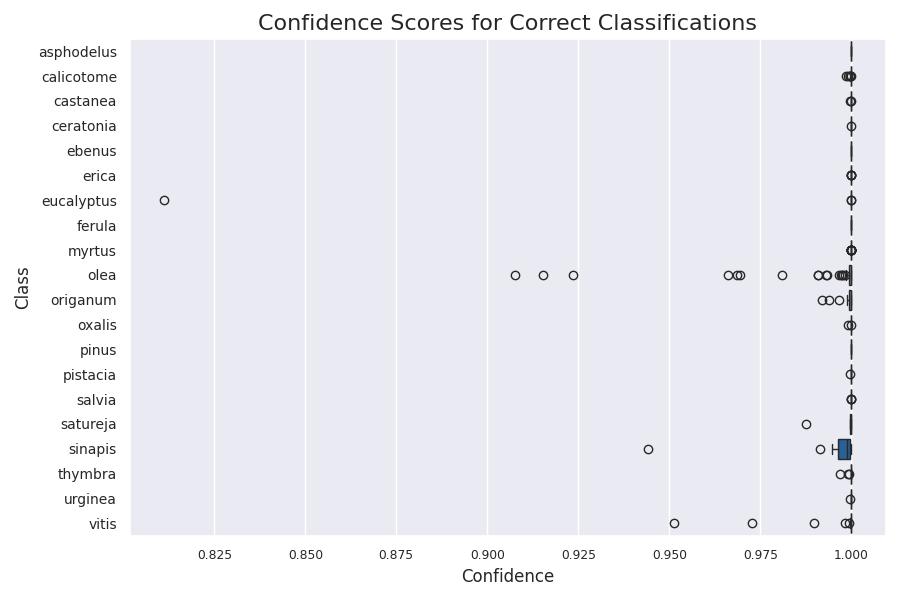 Confidence Scores for Correct Classifications
asphodelus
calicotome
castanea
ceratonia
ebenus
erica
eucalyptus
ferula
myrtus
olea
origanum
oxalis
pinus
pistacia
salvia
satureja
sinapis
thymbra
urginea
vitis
Class
0.825 0.850 0.875 0.900 0.925 0.950 0.975 1.000
Confidence